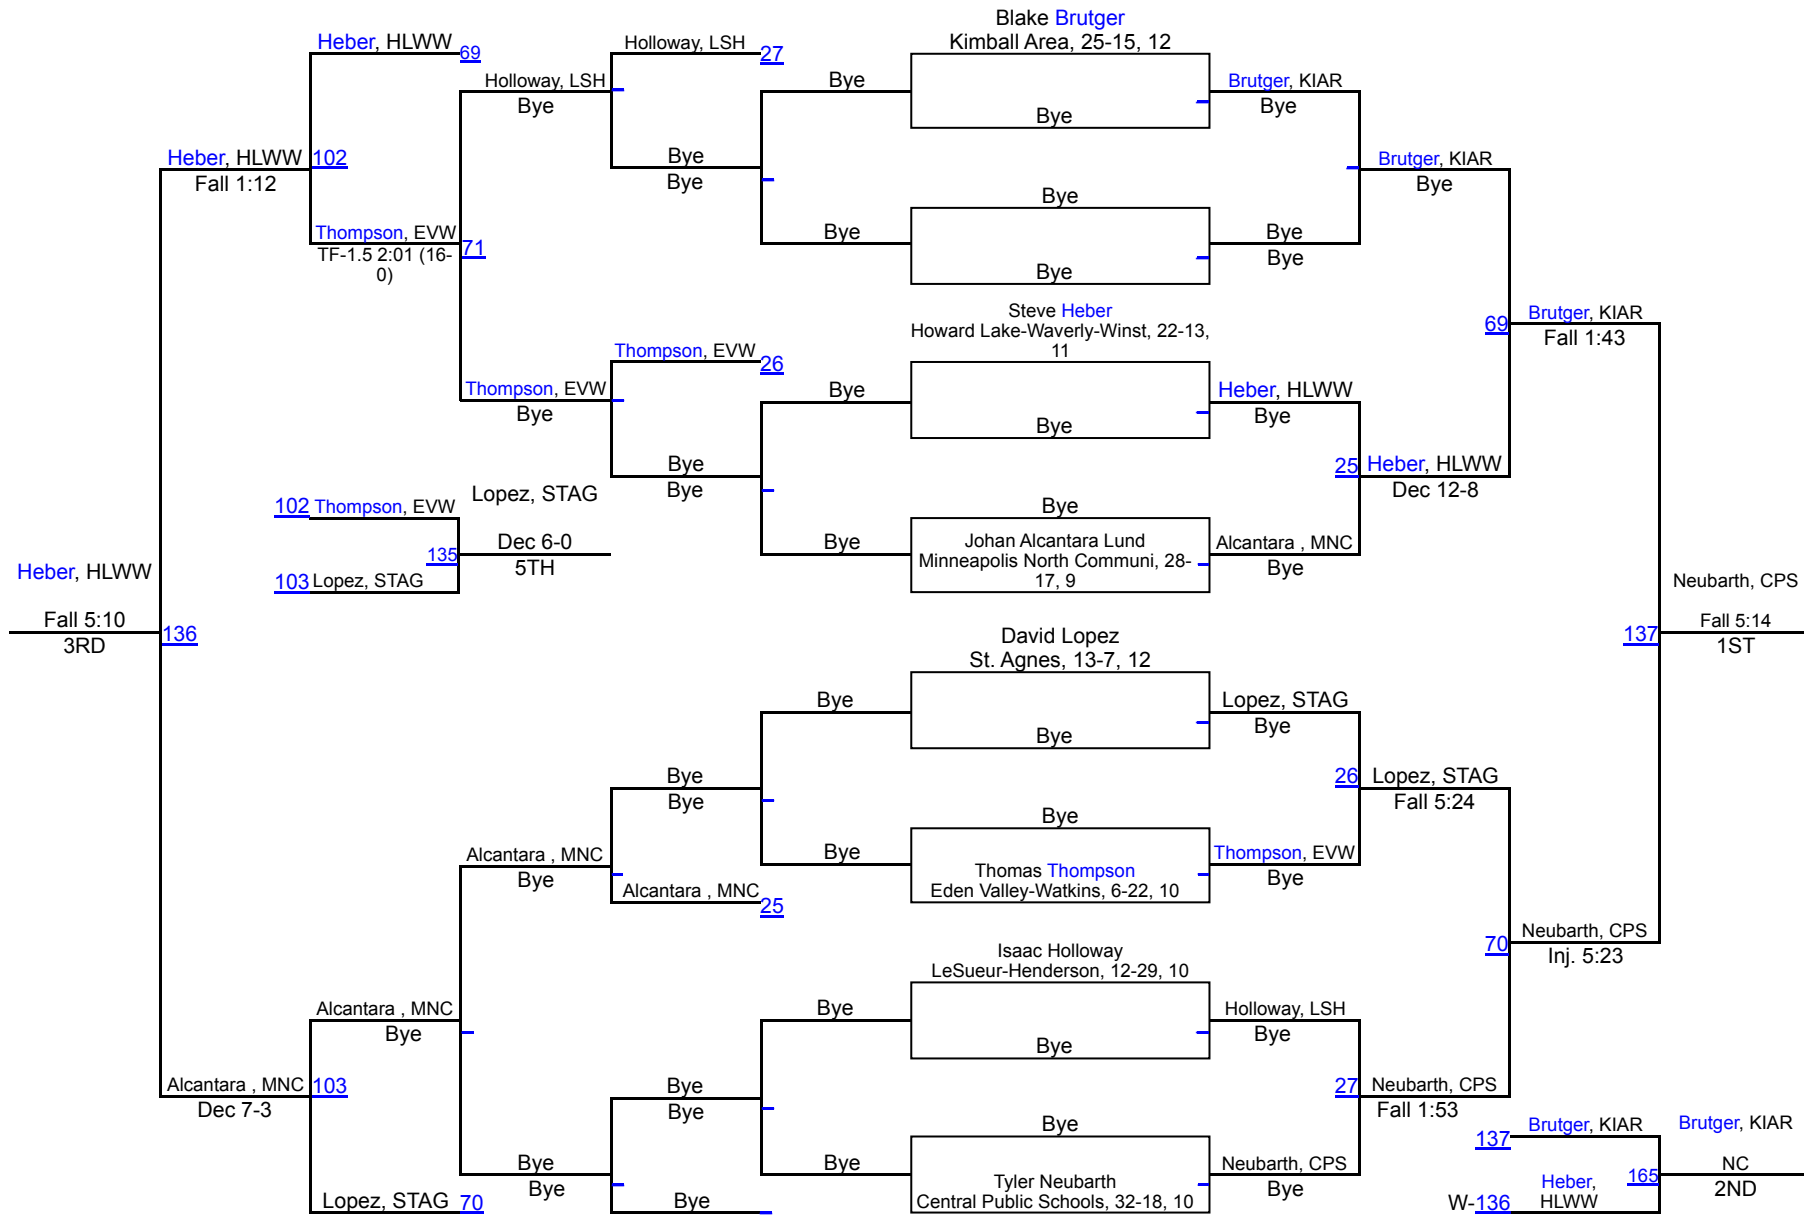 Blake Brutger
Kimball Area, 25-15, 12
Heber, HLWW
69
Holloway, LSH
27
Holloway, LSH
Bye
Bye
Bye
Brutger, KIAR
Bye
Heber, HLWW
102
Fall 1:12
Bye
Bye
Brutger, KIAR
Bye
Bye
Thompson, EVW
71
TF-1.5 2:01 (16-
0)
Bye
Bye
Bye
Bye
Steve Heber
Howard Lake-Waverly-Winst, 22-13,
11
69
Brutger, KIAR
Fall 1:43
Thompson, EVW
26
Thompson, EVW
Bye
Bye
Bye
Heber, HLWW
Bye
Bye
Bye
25
Heber, HLWW
Dec 12-8
102
Thompson, EVW
Lopez, STAG
135
Dec 6-0
5TH
103
Lopez, STAG
Bye
Bye
Johan Alcantara Lund
Minneapolis North Communi, 28-
17, 9
Alcantara , MNC
Bye
Heber, HLWW
Fall 5:10
3RD
136
Neubarth, CPS
137
Fall 5:14
1ST
David Lopez
St. Agnes, 13-7, 12
Bye
Bye
Lopez, STAG
Bye
Bye
Bye
26
Lopez, STAG
Fall 5:24
Bye
Alcantara , MNC
Bye
Bye
Thomas Thompson
Eden Valley-Watkins, 6-22, 10
Thompson, EVW
Bye
Alcantara , MNC
25
70
Neubarth, CPS
Inj. 5:23
Isaac Holloway
LeSueur-Henderson, 12-29, 10
Alcantara , MNC
Bye
Bye
Bye
Holloway, LSH
Bye
Alcantara , MNC
103
Dec 7-3
Bye
Bye
27
Neubarth, CPS
Fall 1:53
Bye
Bye
Bye
Bye
Tyler Neubarth
Central Public Schools, 32-18, 10
Neubarth, CPS
Bye
Lopez, STAG
70
Bye
137
Brutger, KIAR
Brutger, KIAR
165
NC
2ND
W-136
Heber,
HLWW